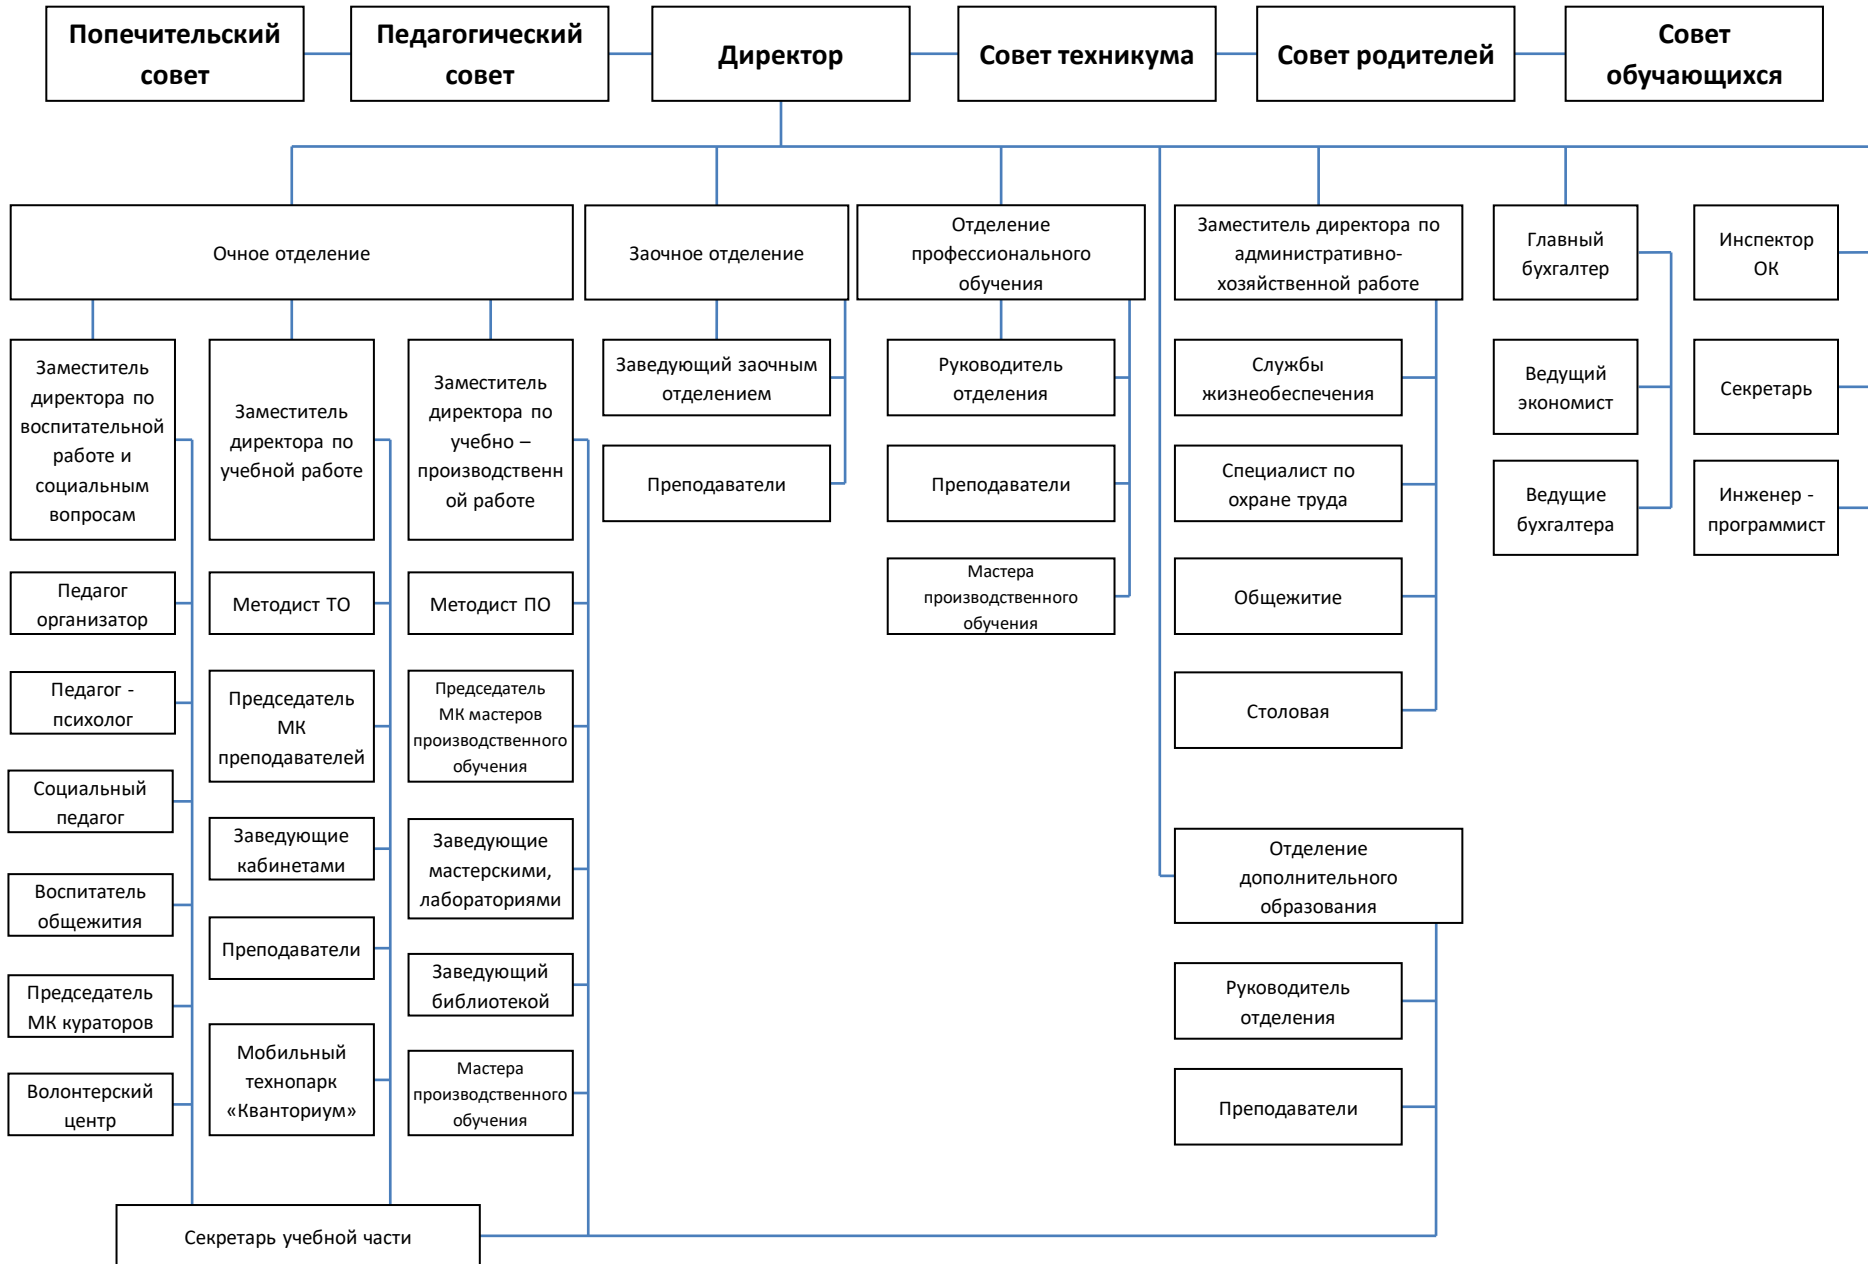 Попечительский
совет
Педагогический
совет
Директор
Совет техникума
Совет родителей
Совет
обучающихся
Очное отделение
Заочное отделение
Отделение
профессионального
обучения
Заместитель директора по
административно-
хозяйственной работе
Главный
бухгалтер
Инспектор
ОК
Заместитель
директора по
воспитательной
работе и
социальным
вопросам
Заместитель
директора по
учебной работе
Заместитель
директора по
учебно –
производственн
ой работе
Заведующий заочным
отделением
Руководитель
отделения
Службы
жизнеобеспечения
Ведущий
экономист
Секретарь
Преподаватели
Преподаватели
Специалист по
охране труда
Ведущие
бухгалтера
Инженер -
программист
Педагог
организатор
Методист ТО
Методист ПО
Мастера
производственного
обучения
Общежитие
Педагог -
психолог
Председатель
МК
преподавателей
Председатель
МК мастеров
производственного
обучения
Столовая
Социальный
педагог
Заведующие
кабинетами
Заведующие
мастерскими,
лабораториями
Отделение
дополнительного
образования
Воспитатель
общежития
Преподаватели
Заведующий
библиотекой
Руководитель
отделения
Председатель
МК кураторов
Мобильный
технопарк
«Кванториум»
Мастера
производственного
обучения
Преподаватели
Волонтерский
центр
Секретарь учебной части